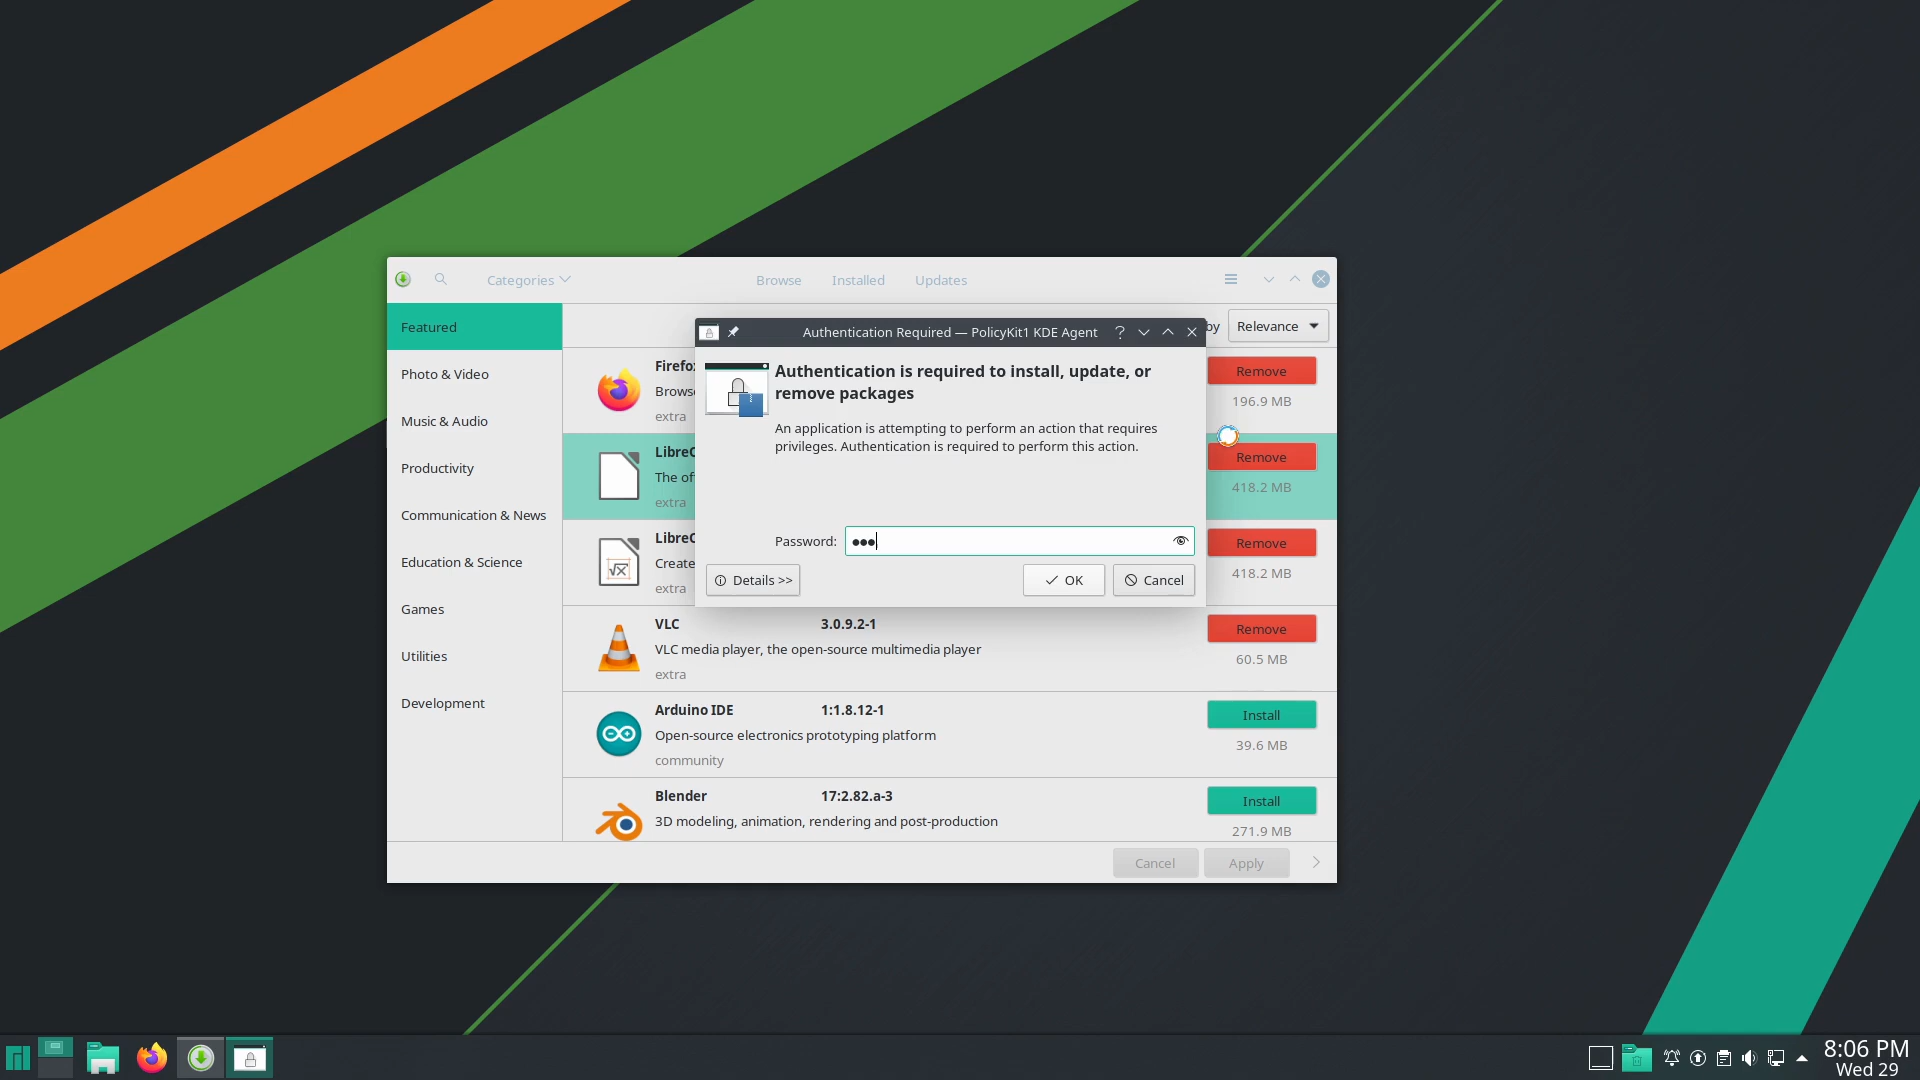 Categories
Browse
Installed
Updates
Featured
Photo & Video
Music & Audio
Productivity
Communication & News
Education & Science
Games
Utilities
Development
by
Relevance
Authentication Required — PolicyKit1 KDE Agent
Authentication is required to install, update, or
remove packages
An application is attempting to perform an action that requires
privileges. Authentication is required to perform this action.
Password:
Details >>
OK
Cancel
extra
Remove
196.9 MB
The
extra
Remove
418.2 MB
Create
extra
Remove
418.2 MB
VLC 3.0.9.2-1
VLC media player, the open-source multimedia player
extra
Remove
60.5 MB
Arduino IDE 1:1.8.12-1
Open-source electronics prototyping platform
community
Install
39.6 MB
Blender 17:2.82.a-3
3D modeling, animation, rendering and post-production
Install
271.9 MB
Cancel
Apply
8:06 PM
Wed 29